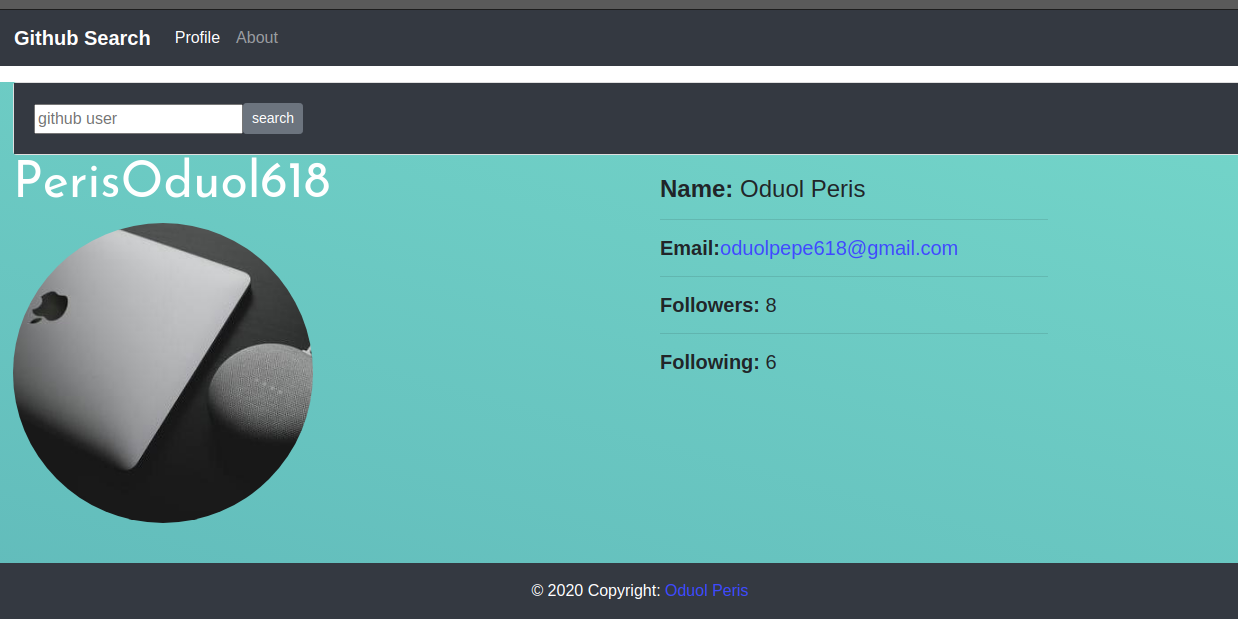 Github Search Profile About
github user search
PerisOduol618
Name: Oduol Peris
Email:oduolpepe618@gmail.com
Followers: 8
Following: 6
© 2020 Copyright: Oduol Peris